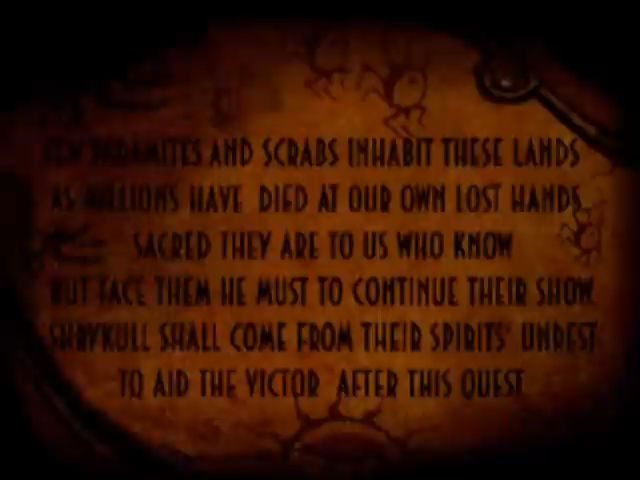 FEW PARAMITES AND SCRABS INHABIT THESE LANDS
AS MILLIONS HAVE DIED AT OUR OWN LOST HANDS
SACRED THEY ARE TO US WHO KNOW
BUT FACE THEM HE MUST TO CONTINUE THEIR SHOW
SHRYKULL SHALL COME FROM THEIR SPIRITS' UNREST
TO AID THE VICTOR AFTER THIS QUEST